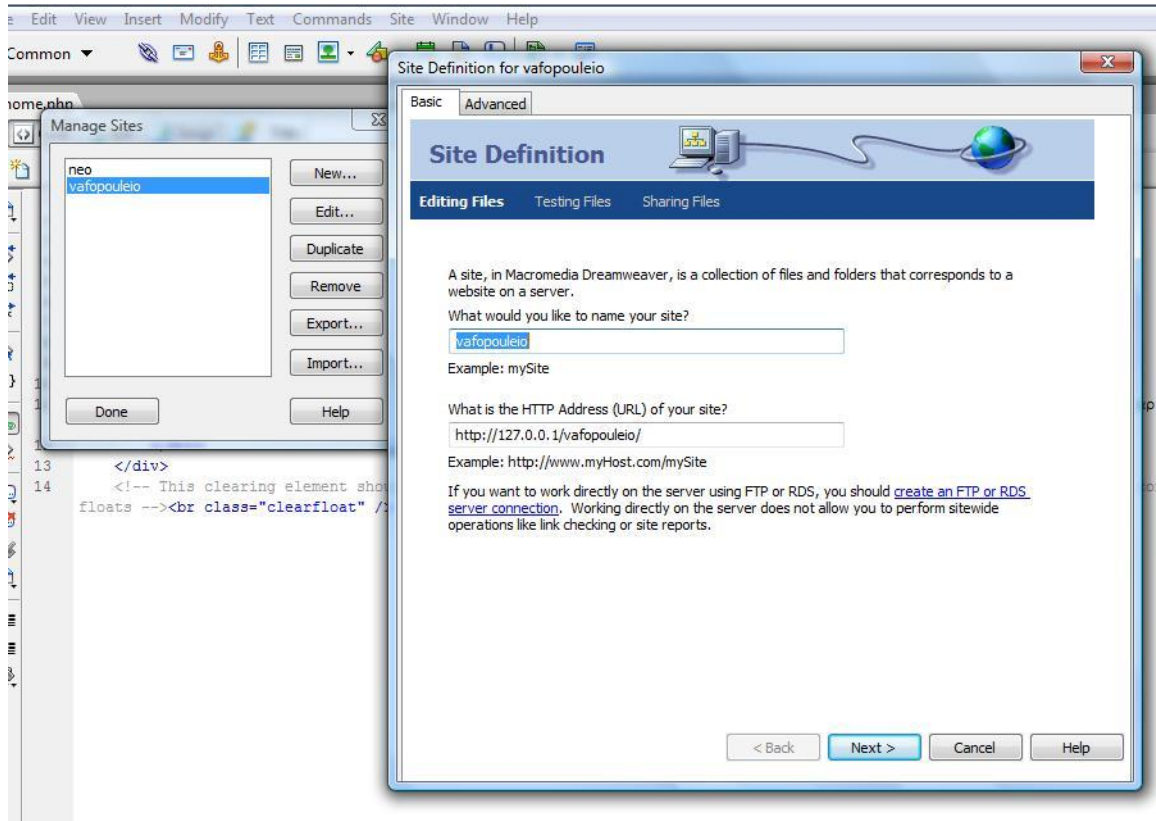 Edit View Insert Modify Text Commands Site Window Help
Common
home.php
Manage Sites
neo
vafopouleio
New...
Edit...
Duplicate
Remove
Export...
Import...
Done
Help
13 </div>
14 <!-- This clearing element
floats --><br class="clearfloat" /
Site Definition for vafopouleio
Basic Advanced
Site Definition
Editing Files Testing Files Sharing Files
A site, in Macromedia Dreamweaver, is a collection of files and folders that corresponds to a
website on a server.
What would you like to name your site?
vafopouleio
Example: mySite
What is the HTTP Address (URL) of your site?
http://127.0.0.1/vafopouleio/
Example: http://www.myHost.com/mySite
If you want to work directly on the server using FTP or RDS, you should create an FTP or RDS
server connection. Working directly on the server does not allow you to perform sitewide
operations like link checking or site reports.
< Back Next > Cancel Help